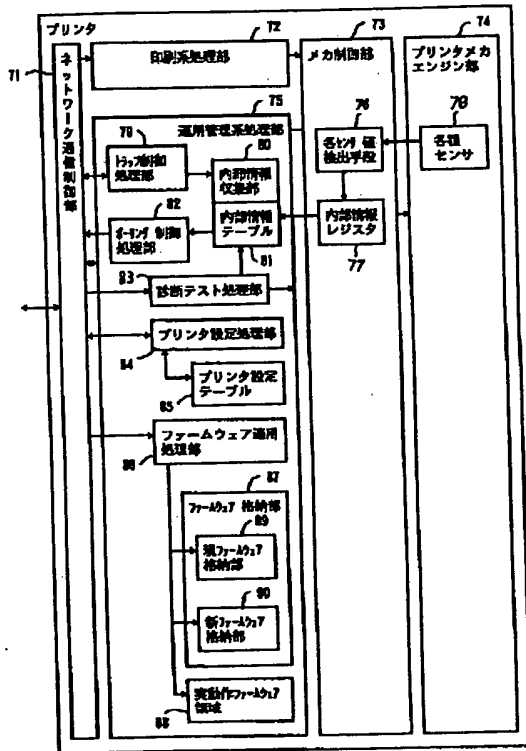 プリンタ
71
ネットワーク通信制御部
72
印刷系処理部
73
メカ制御部
74
プリンタメカ
エンジン部
75
運用管理系処理部
76
各センサ値
検出手段
78
各種
センサ
79
トラップ制御
処理部
80
内部情報
収集部
内部情報
テーブル
81
内部情報
レジスタ
77
82
ポーリング制御
処理部
83
診断テスト処理部
プリンタ設定処理部
84
プリンタ設定
テーブル
85
ファームウェア運用
処理部
86
87
ファームウェア格納部
89
現ファームウェア
格納部
90
新ファームウェア
格納部
実動作ファームウェア
領域
88